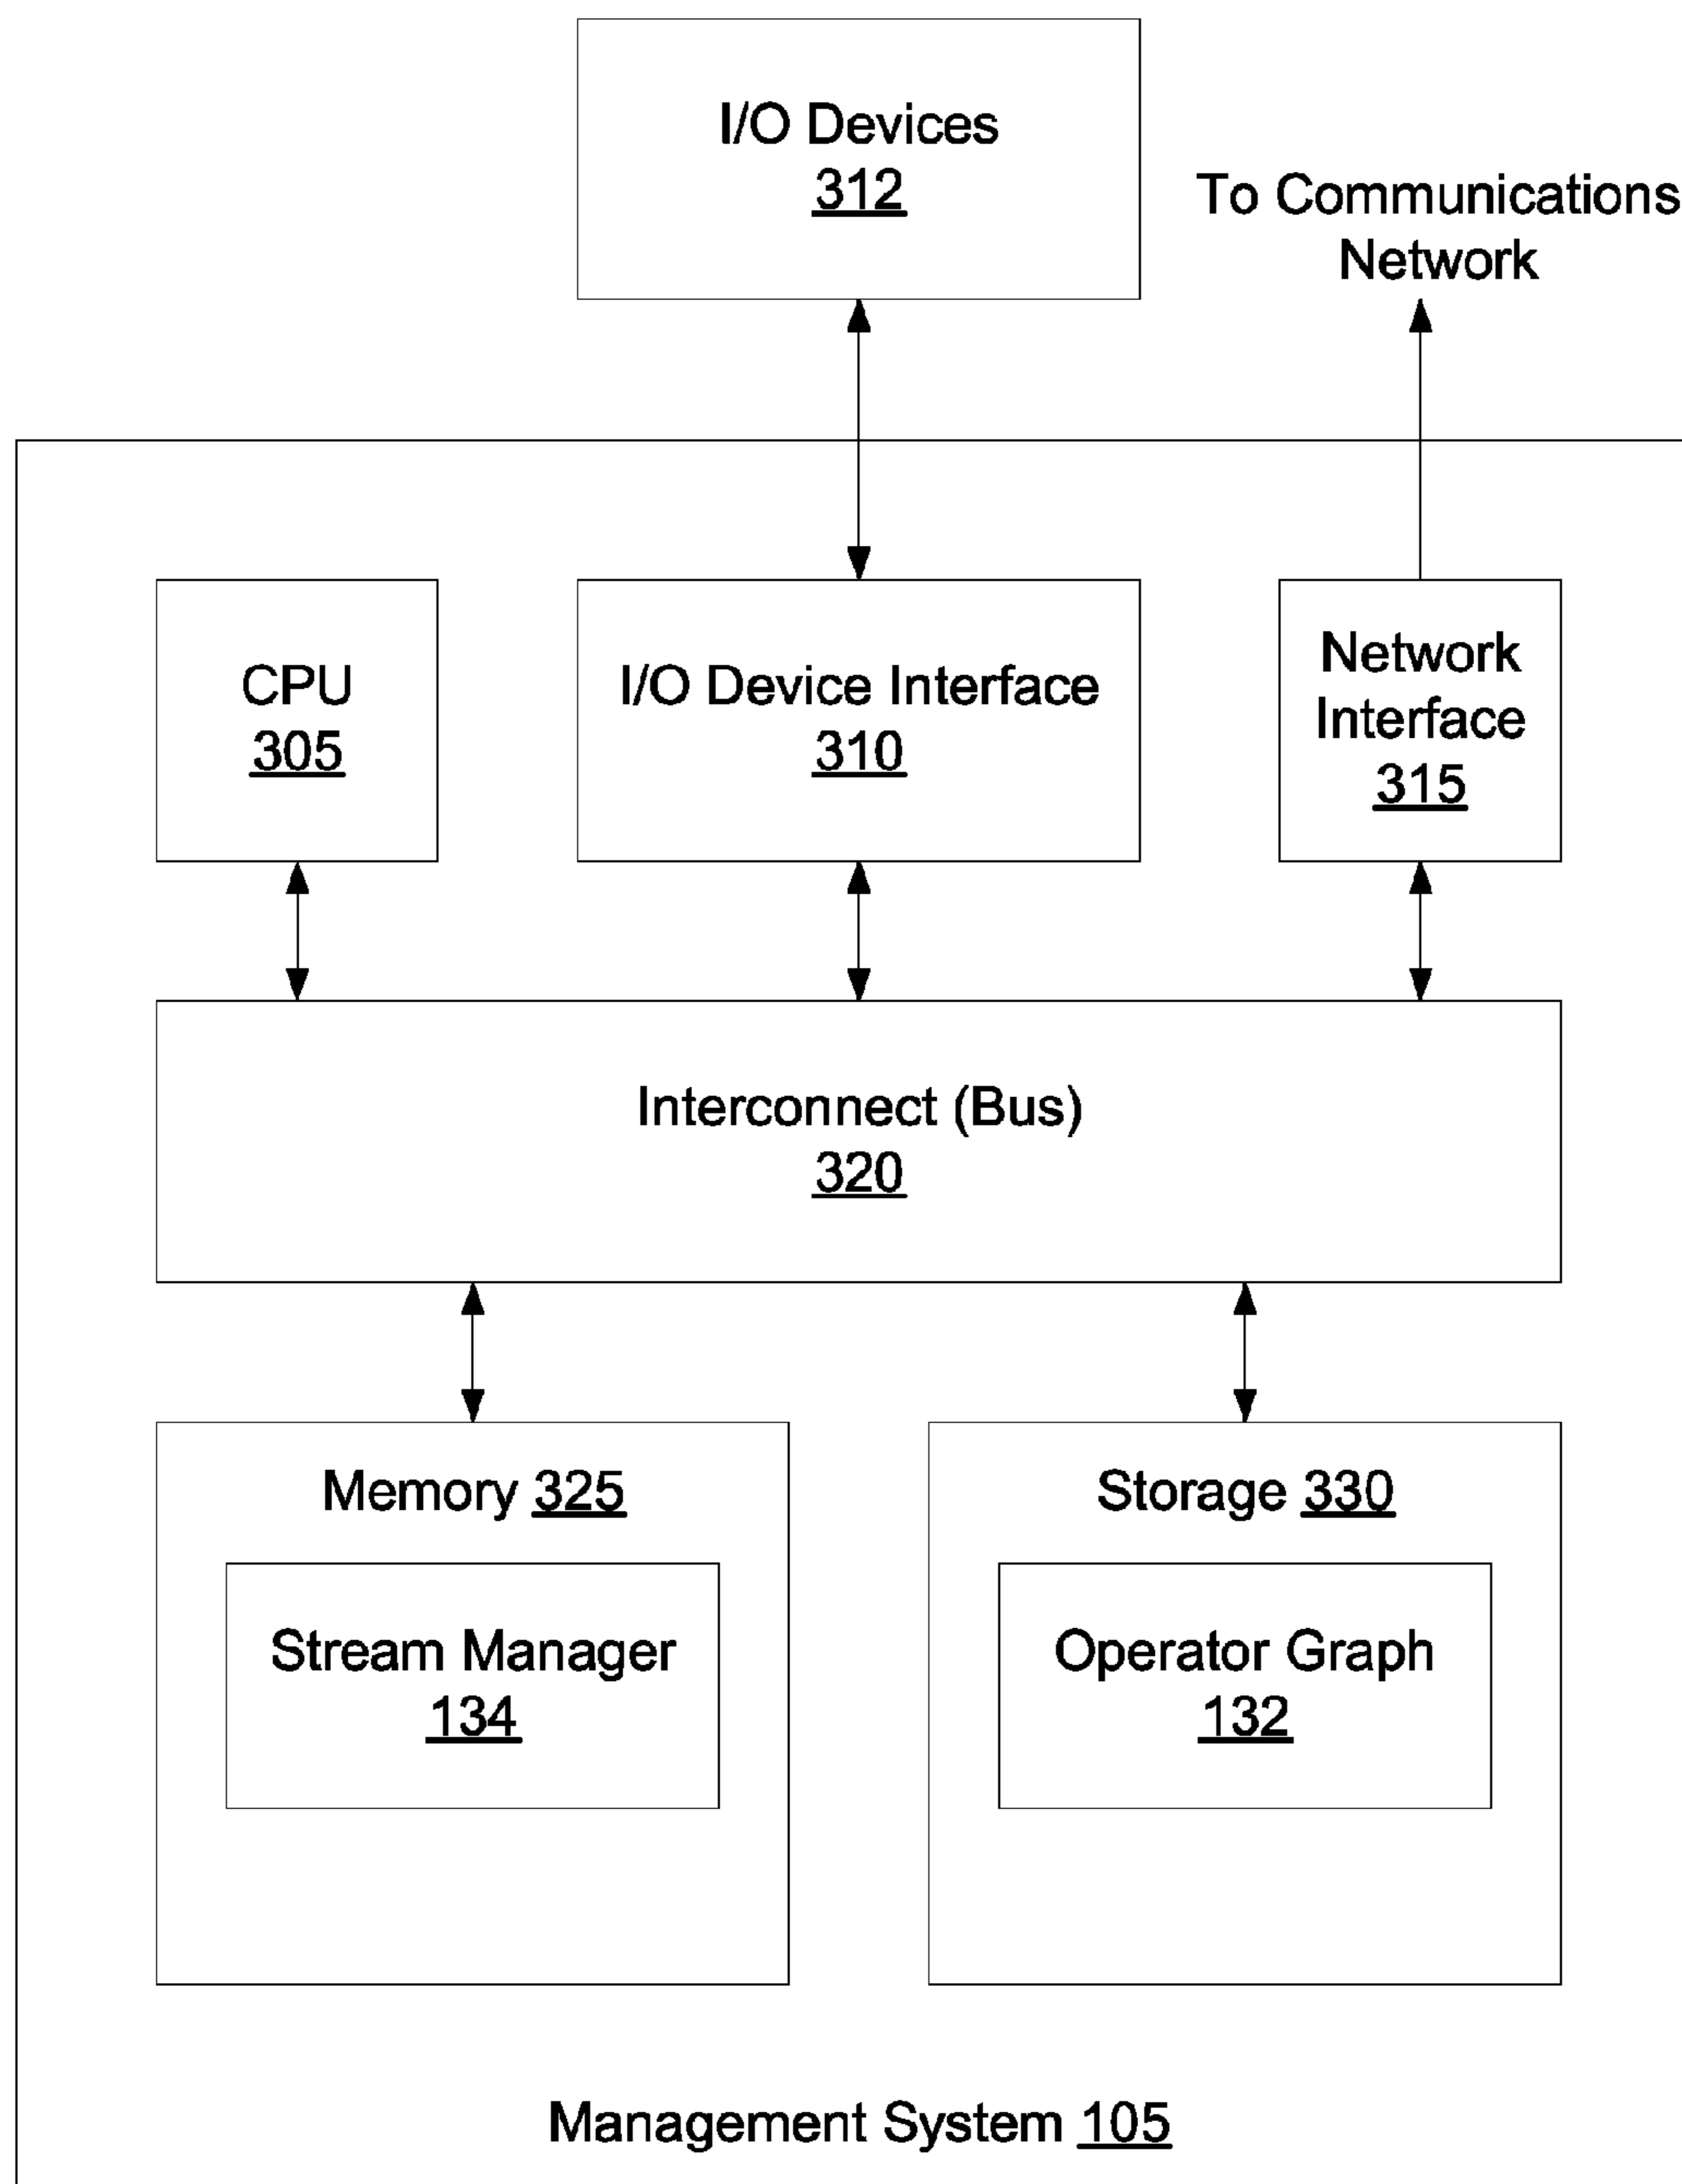 I/O Devices
312
To Communications
Network
CPU
305
I/O Device Interface
310
Network
Interface
315
Interconnect (Bus)
320
Memory 325
Storage 330
Stream Manager
134
Operator Graph
132
Management System 105